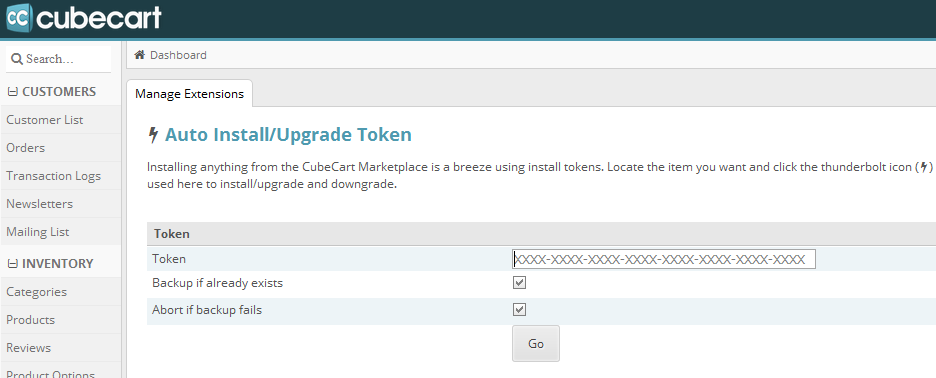 CC cubecart
Search...
Dashboard
CUSTOMERS
Customer List
Orders
Transaction Logs
Newsletters
Mailing List
INVENTORY
Categories
Products
Reviews
Product Options
Manage Extensions
Auto Install/Upgrade Token
Installing anything from the CubeCart Marketplace is a breeze using install tokens. Locate the item you want and click the thunderbolt icon ( )
used here to install/upgrade and downgrade.
Token
Token XXXX-XXXX-XXXX-XXXX-XXXX-XXXX-XXXX-XXXX
Backup if already exists
Abort if backup fails
Go